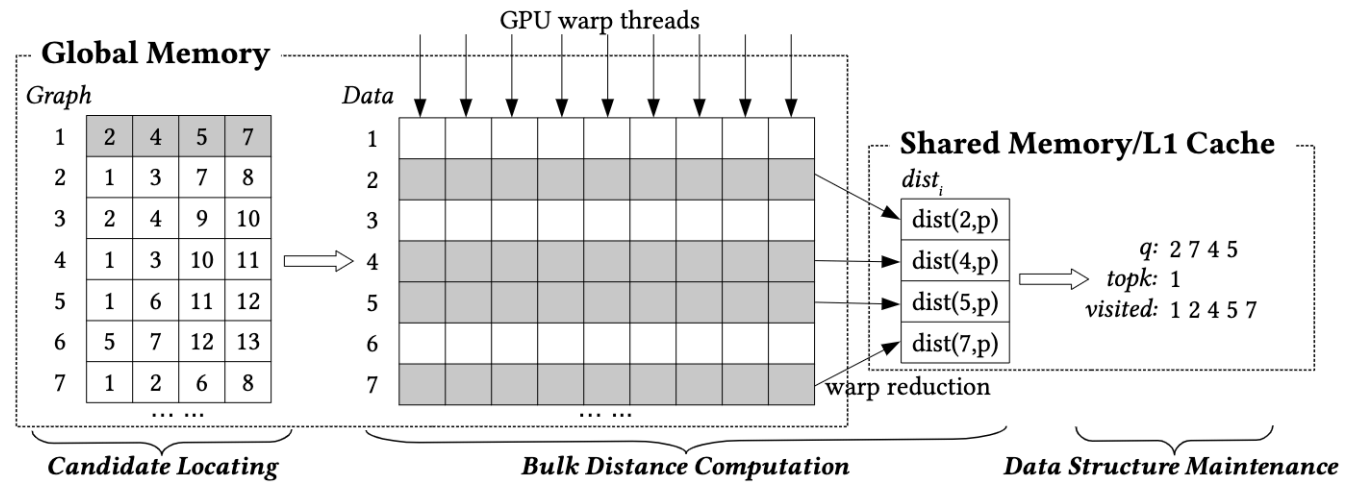 GPU warp threads
Global Memory
Graph
Data
1 2 4 5 7
2 1 3 7 8
3 2 4 9 10
4 1 3 10 11
5 1 6 11 12
6 5 7 12 13
7 1 2 6 8
... ...
1
2
3
4
5
6
7
... ...
Shared Memory/L1 Cache
dist_i
dist(2,p)
dist(4,p)
dist(5,p)
dist(7,p)
warp reduction
q: 2 7 4 5
topk: 1
visited: 1 2 4 5 7
Candidate Locating
Bulk Distance Computation
Data Structure Maintenance